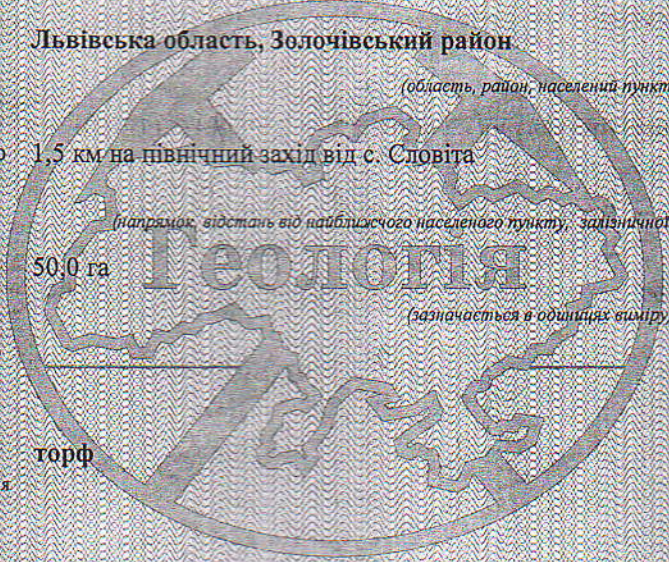 Львівська область, Золочівський район
(область, район, населений пункт
о 1,5 км на північний захід від с. Словіта
(напрямок, відстань від найближчого населеного пункту, залізничної
Геологія
50,0 га
(зазначається в одиницях виміру,
торф
я